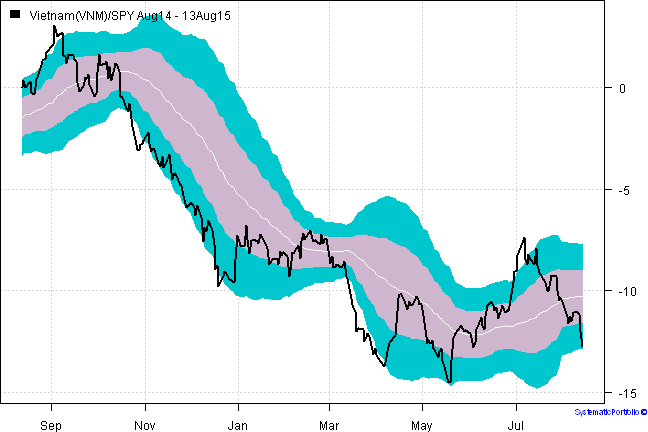 Vietnam(VNM)/SPY Aug14 - 13Aug15
0
-5
-10
-15
Sep Nov Jan Mar May Jul
SystematicPortfolio ©